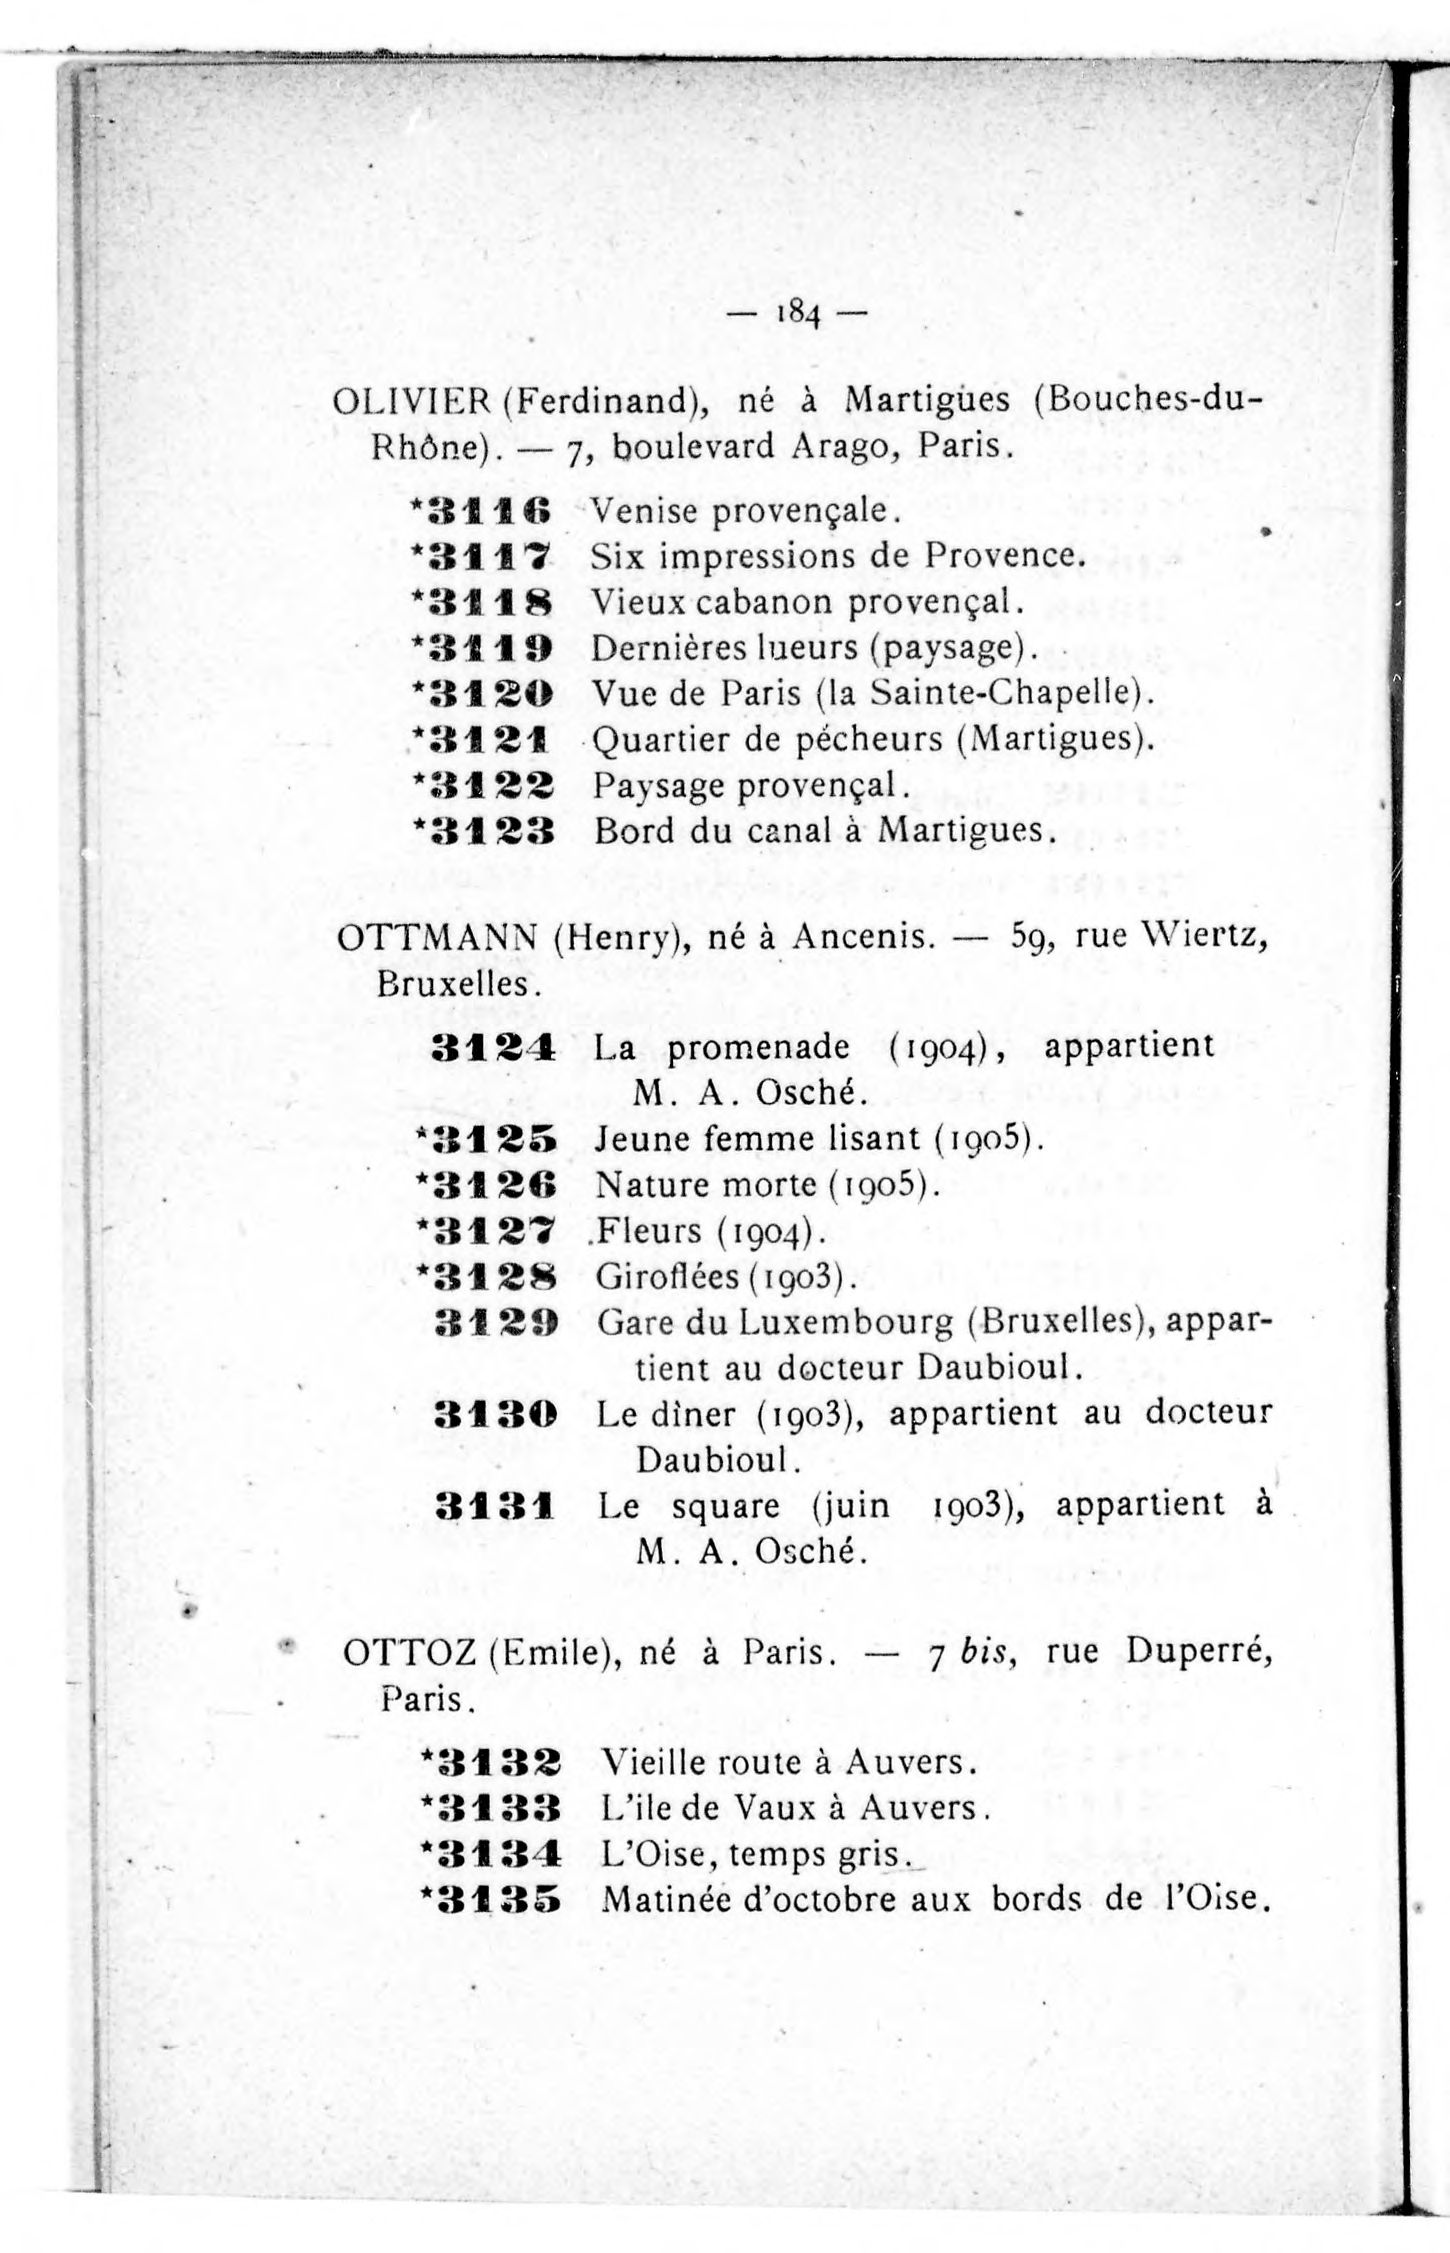 — 184 —
OLIVIER (Ferdinand), né à Martigues (Bouches-du-
Rhône). — 7, boulevard Arago, Paris.
*3116 Venise provençale.
*3117 Six impressions de Provence.
*3118 Vieux cabanon provençal.
*3119 Dernières lueurs (paysage).
*3120 Vue de Paris (la Sainte-Chapelle).
*3121 Quartier de pêcheurs (Martigues).
*3122 Paysage provençal.
*3123 Bord du canal à Martigues.
OTTMANN (Henry), né à Ancenis. — 59, rue Wiertz,
Bruxelles.
3124 La promenade (1904), appartient
M. A. Osché.
*3125 Jeune femme lisant (1905).
*3126 Nature morte (1905).
*3127 Fleurs (1904).
*3128 Giroflées (1903).
3129 Gare du Luxembourg (Bruxelles), appar-
tient au docteur Daubioul.
3130 Le dîner (1903), appartient au docteur
Daubioul.
3131 Le square (juin 1903), appartient à
M. A. Osché.
OTTOZ (Emile), né à Paris. — 7 bis, rue Duperré,
Paris.
*3132 Vieille route à Auvers.
*3133 L'ile de Vaux à Auvers.
*3134 L'Oise, temps gris.
*3135 Matinée d'octobre aux bords de l'Oise.